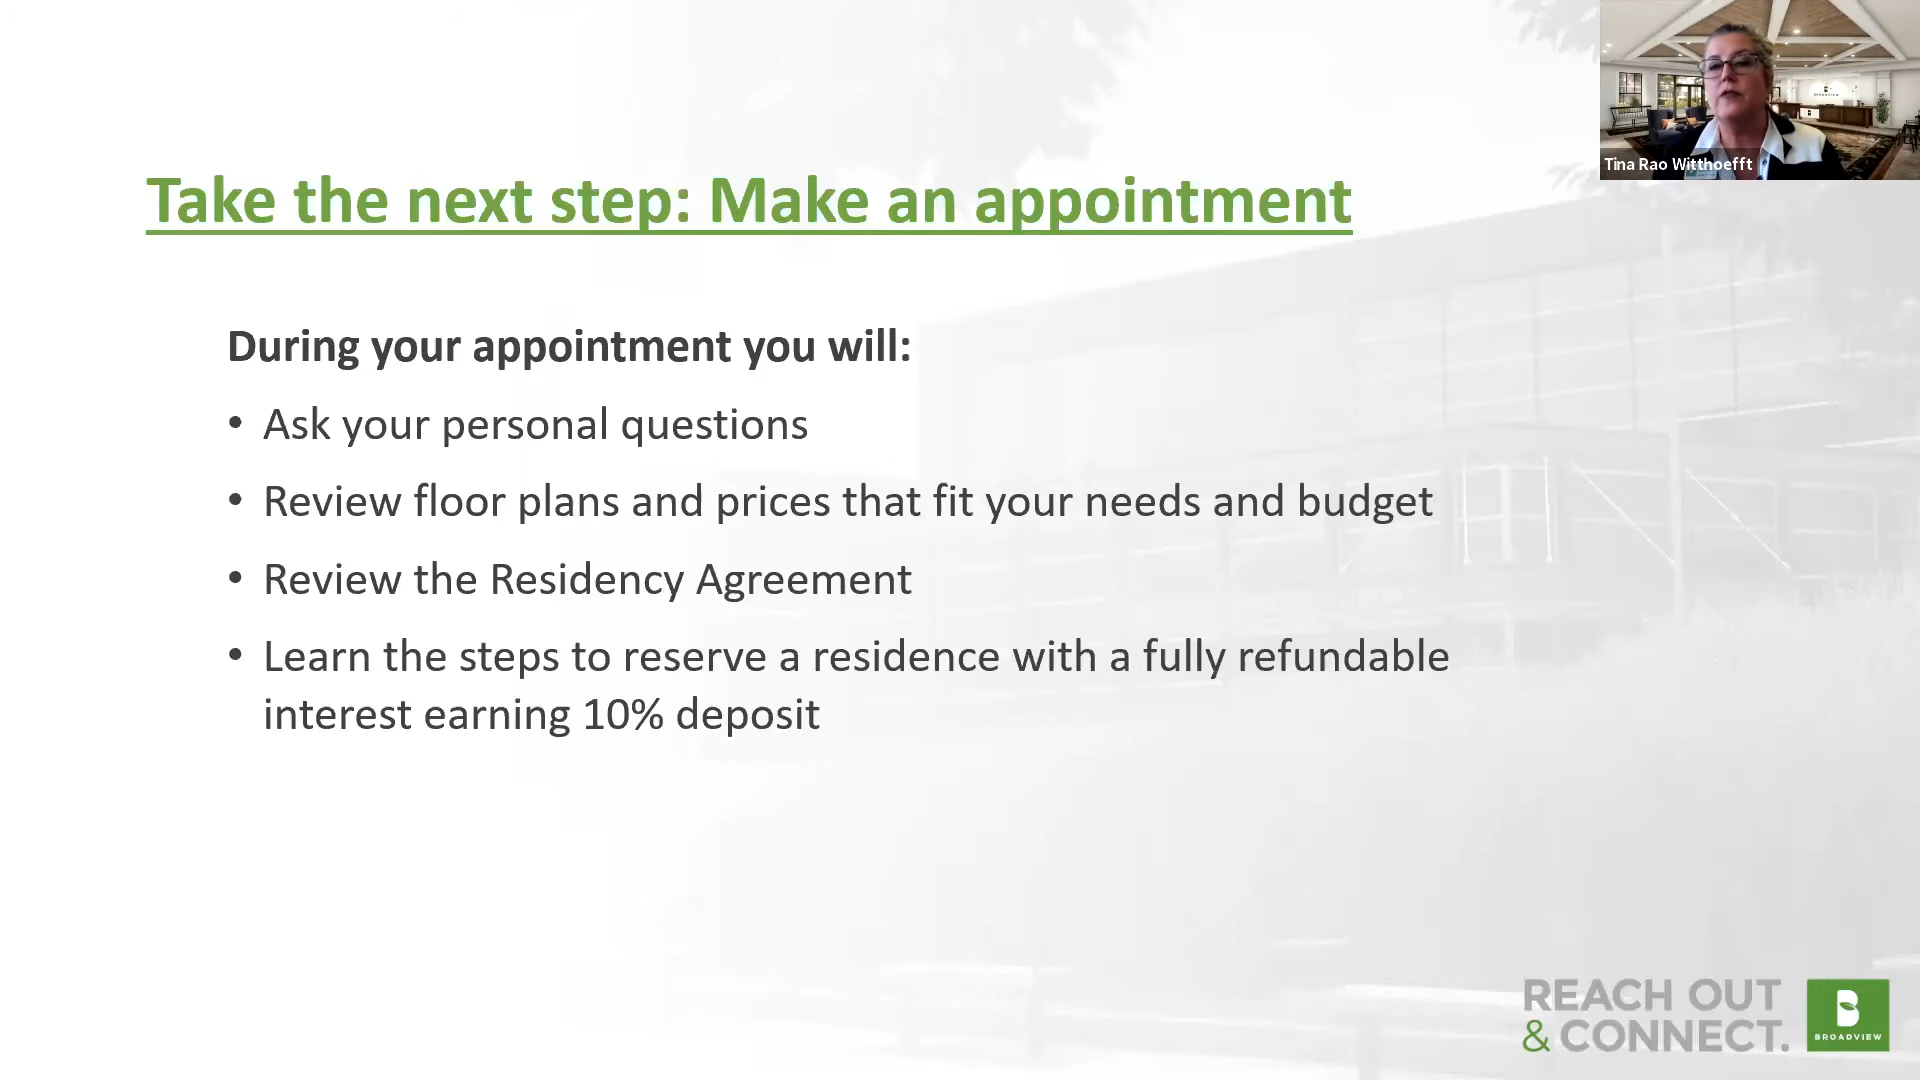 Take the next step: Make an appointment
Tina Rao Witthoefft
During your appointment you will:
• Ask your personal questions
• Review floor plans and prices that fit your needs and budget
• Review the Residency Agreement
• Learn the steps to reserve a residence with a fully refundable
interest earning 10% deposit
REACH OUT
& CONNECT.
B
BROADVIEW